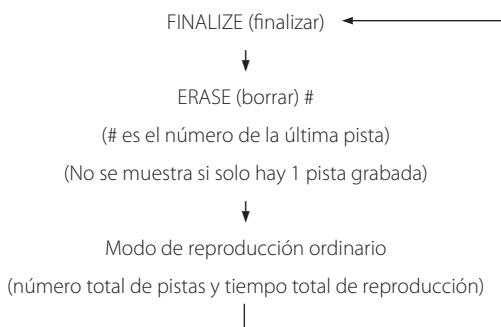 FINALIZE (finalizar)
ERASE (borrar) #
(# es el número de la última pista)
(No se muestra si solo hay 1 pista grabada)
Modo de reproducción ordinario
(número total de pistas y tiempo total de reproducción)